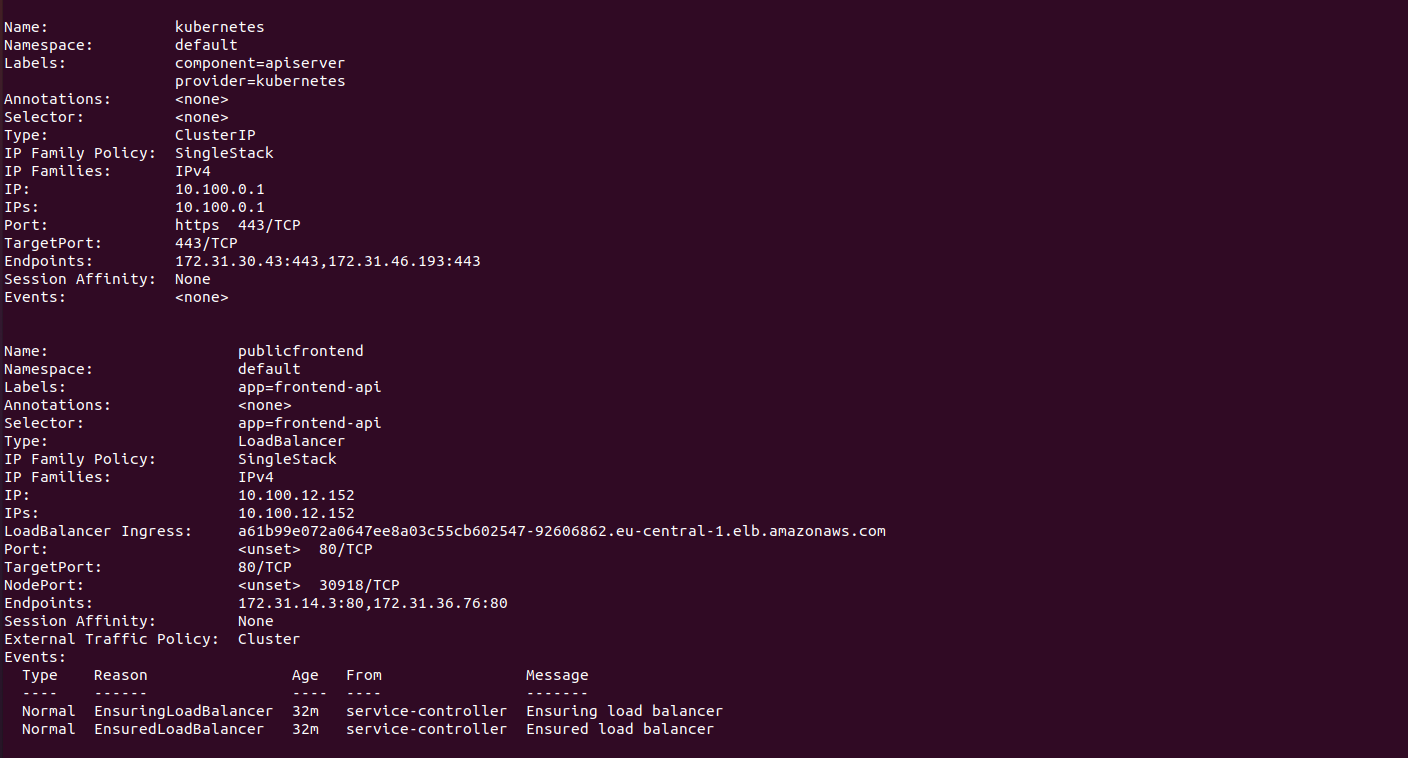 Name:              kubernetes
Namespace:         default
Labels:            component=apiserver
                   provider=kubernetes
Annotations:       <none>
Selector:          <none>
Type:              ClusterIP
IP Family Policy:  SingleStack
IP Families:       IPv4
IP:                10.100.0.1
IPs:               10.100.0.1
Port:              https  443/TCP
TargetPort:        443/TCP
Endpoints:         172.31.30.43:443,172.31.46.193:443
Session Affinity:  None
Events:            <none>
Name:                     publicfrontend
Namespace:                default
Labels:                   app=frontend-api
Annotations:              <none>
Selector:                 app=frontend-api
Type:                     LoadBalancer
IP Family Policy:         SingleStack
IP Families:              IPv4
IP:                       10.100.12.152
IPs:                      10.100.12.152
LoadBalancer Ingress:     a61b99e072a0647ee8a03c55cb602547-92606862.eu-central-1.elb.amazonaws.com
Port:                     <unset>  80/TCP
TargetPort:               80/TCP
NodePort:                 <unset>  30918/TCP
Endpoints:                172.31.14.3:80,172.31.36.76:80
Session Affinity:         None
External Traffic Policy:  Cluster
Events:
  Type    Reason                Age   From                Message
  ----    ------                ----  ----                -------
  Normal  EnsuringLoadBalancer  32m   service-controller  Ensuring load balancer
  Normal  EnsuredLoadBalancer   32m   service-controller  Ensured load balancer